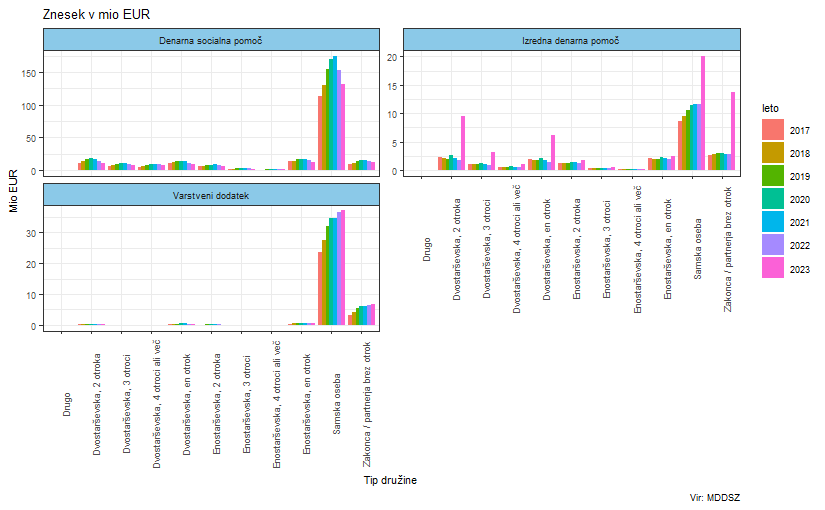 Znesek v mio EUR
Denarna socialna pomoč
Izredna denarna pomoč
150
100
50
0
20
15
10
5
0
Varstveni dodatek
30
20
10
0
Mio EUR
Drugo
Dvostarševska, 2 otroka
Dvostarševska, 3 otroci
Dvostarševska, 4 otroci ali več
Dvostarševska, en otrok
Enostarševska, 2 otroka
Enostarševska, 3 otroci
Enostarševska, 4 otroci ali več
Enostarševska, en otrok
Samska oseba
Zakonca / partnerja brez otrok
Drugo
Dvostarševska, 2 otroka
Dvostarševska, 3 otroci
Dvostarševska, 4 otroci ali več
Dvostarševska, en otrok
Enostarševska, 2 otroka
Enostarševska, 3 otroci
Enostarševska, 4 otroci ali več
Enostarševska, en otrok
Samska oseba
Zakonca / partnerja brez otrok
Tip družine
leto
2017
2018
2019
2020
2021
2022
2023
Vir: MDDSZ